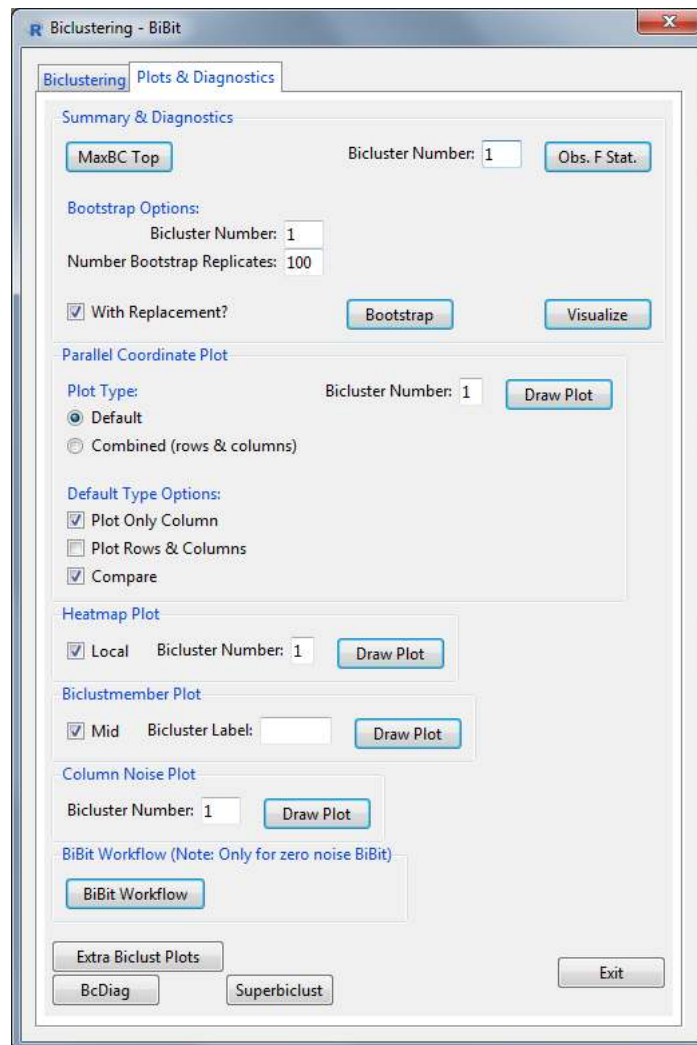 R Biclustering - BiBit
Biclustering Plots & Diagnostics
Summary & Diagnostics
MaxBC Top Bicluster Number: 1 Obs. F Stat.
Bootstrap Options:
Bicluster Number: 1
Number Bootstrap Replicates: 100
With Replacement? Bootstrap Visualize
Parallel Coordinate Plot
Plot Type: Bicluster Number: 1 Draw Plot
Default
Combined (rows & columns)
Default Type Options:
Plot Only Column
Plot Rows & Columns
Compare
Heatmap Plot
Local Bicluster Number: 1 Draw Plot
Biclustmember Plot
Mid Bicluster Label: Draw Plot
Column Noise Plot
Bicluster Number: 1 Draw Plot
BiBit Workflow (Note: Only for zero noise BiBit)
BiBit Workflow
Extra Biclust Plots
Exit
BcDiag Superbiclust